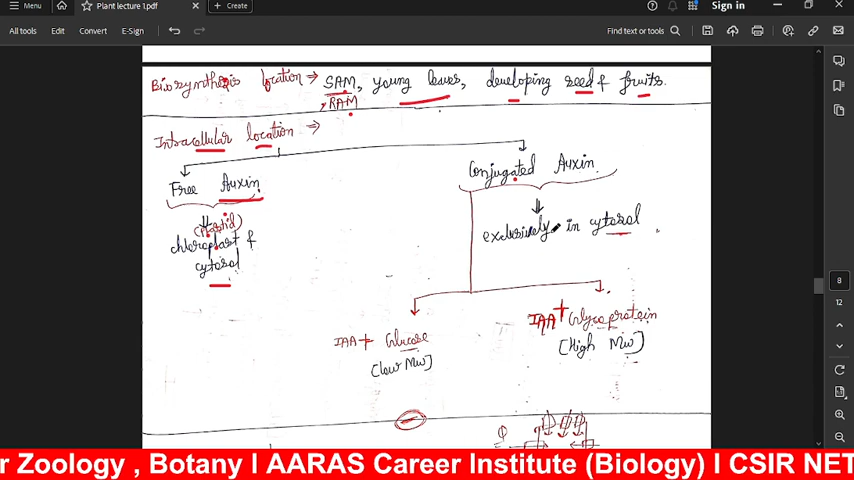 Menu
Plant lecture 1.pdf
+ Create
Sign in
All tools Edit Convert E-Sign
Find text or tools
Biosynthesis location → SAM, young leaves, developing seed & fruits.
, RAM
Intracellular location ⇒
Free Auxin
Conjugated Auxin
(Plastid)
chloroplast &
cytosol
exclusively in cytosol
IAA + Glucose
[Low MW]
IAA + Glycoprotein
[High MW]
8
12
r Zoology , Botany I AARAS Career Institute (Biology) I CSIR NET